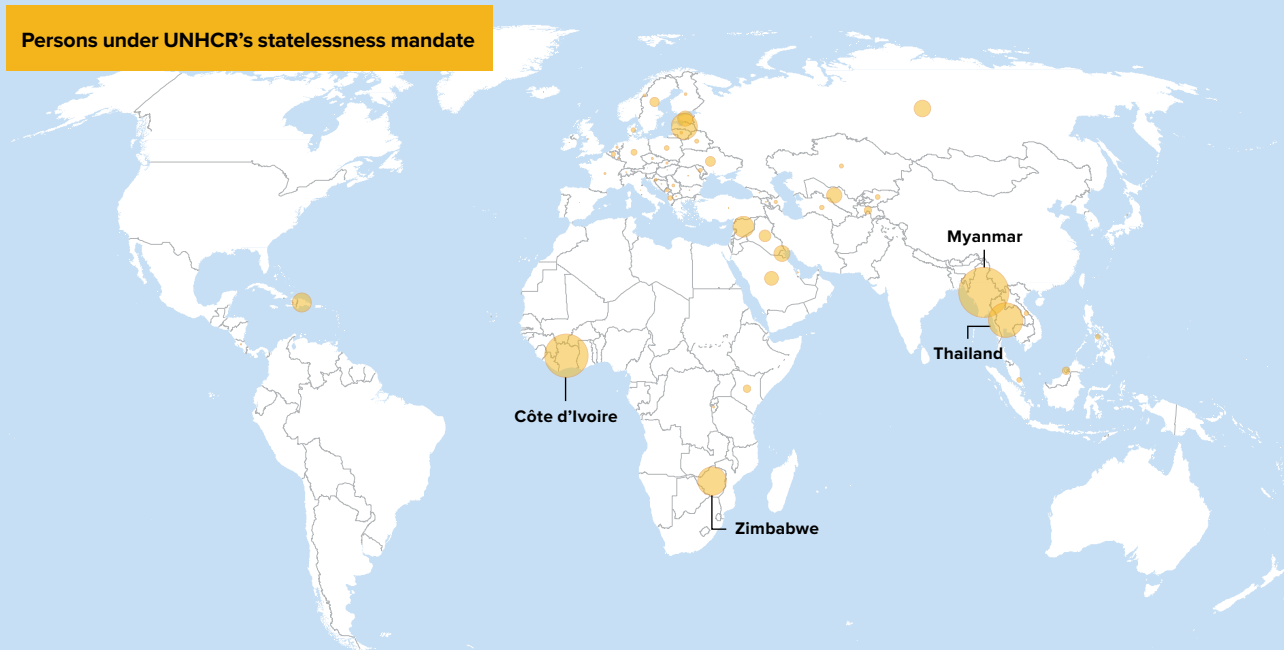 Persons under UNHCR’s statelessness mandate
Myanmar
Thailand
Côte d’Ivoire
Zimbabwe